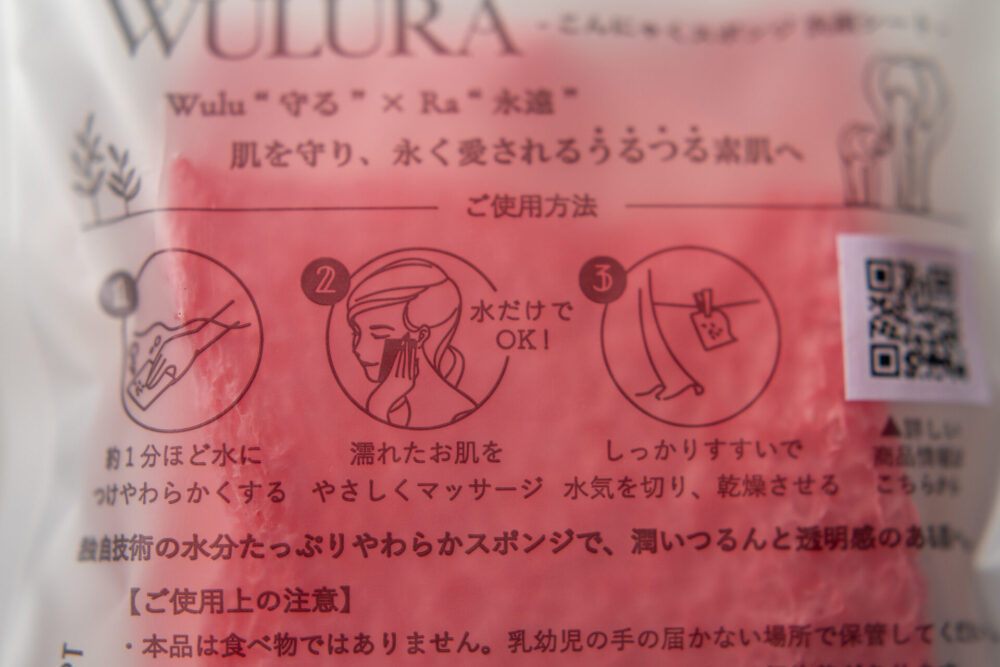 WULURA
Wulu“守る”×Ra“永遠”
肌を守り、永く愛されるうるつる素肌へ
ご使用方法
1
約1分ほど水に
つけやわらかくする
2
水だけで
OK!
濡れたお肌を
やさしくマッサージ
3
しっかりすすいで
水気を切り、乾燥させる
▲詳しい
商品情報は
こちらから
独自技術の水分たっぷりやわらかスポンジで、潤いつるんと透明感のある
【ご使用上の注意】
・本品は食べ物ではありません。乳幼児の手の届かない場所で保管してください